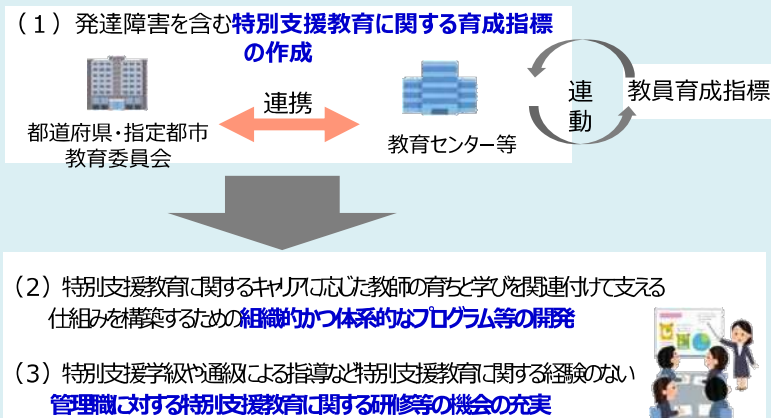 （１）発達障害を含む特別支援教育に関する育成指標
の作成
連携
都道府県・指定都市
教育委員会
教育センター等
連
動
教員育成指標
（2）特別支援教育に関するキャリアに応じた教師の育ちと学びを関連付けて支える
仕組みを構築するための組織的かつ体系的なプログラム等の開発
（3）特別支援学級や通級による指導など特別支援教育に関する経験のない
管理職に対する特別支援教育に関する研修等の機会の充実